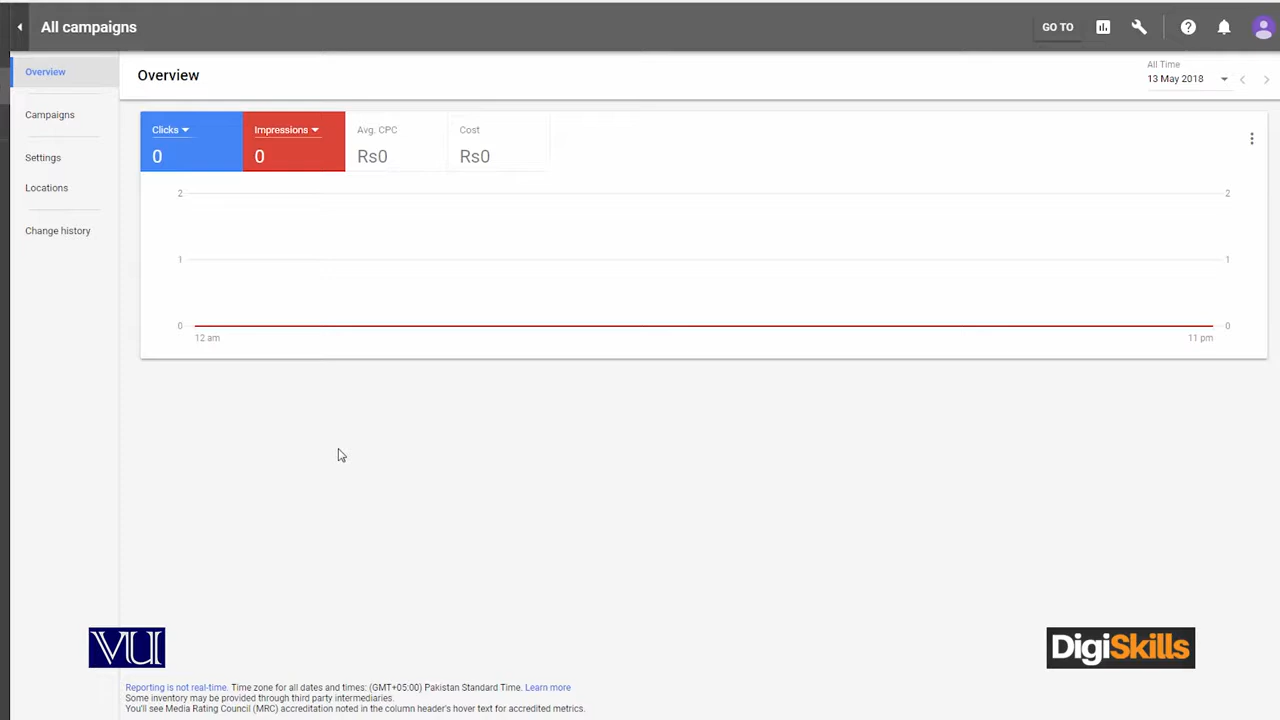 All campaigns
GO TO
Overview
Campaigns
Settings
Locations
Change history
Overview
All Time
13 May 2018
Clicks
0
Impressions
0
Avg. CPC
Rs0
Cost
Rs0
2
2
1
1
0
0
12 am
11 pm
VU
DigiSkills
Reporting is not real-time. Time zone for all dates and times: (GMT+05:00) Pakistan Standard Time. Learn more
Some inventory may be provided through third party intermediaries.
You'll see Media Rating Council (MRC) accreditation noted in the column header's hover text for accredited metrics.